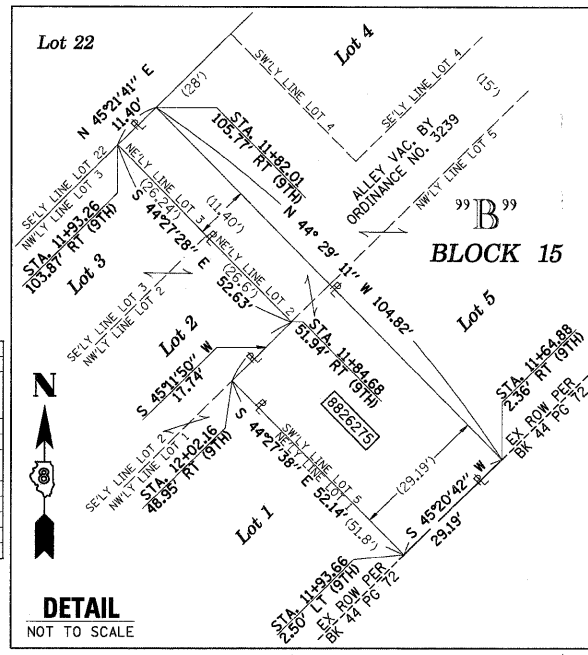 Lot 22
Lot 4
SW'LY LINE LOT 4
SE'LY LINE LOT 4
(15')
N 45°21'41" E
11.40'
(28')
STA. 11+82.01
105.77' RT (9TH)
ALLEY VAC. BY
ORDINANCE NO. 3239
NW'LY LINE LOT 5
"B"
BLOCK 15
SE'LY LINE LOT 22
NW'LY LINE LOT 3
STA. 11+93.26
103.87' RT (9TH)
NE'LY LINE LOT 3
(26.24')
S 44°27'28" E
52.63'
(11.40')
N 44° 29' 11" W 104.82'
NE'LY LINE LOT 2
(26.6')
Lot 3
SE'LY LINE LOT 3
NW'LY LINE LOT 2
Lot 5
Lot 2
STA. 11+84.68
51.94' RT (9TH)
STA. 11+64.88
2.36' RT (9TH)
S 45°11'50" W
17.74'
8826275
EX ROW PER
BK 44 PG 72
SE'LY LINE LOT 2
NW'LY LINE LOT 1
STA. 12+02.16
48.95' RT (9TH)
SW'LY LINE LOT 5
NE'LY LINE LOT 1
S 44°27'38" E 52.14'
(51.8')
(29.19')
S 45°20'42" W
29.19'
Lot 1
N
8
STA. 11+93.66
2.50' LT (9TH)
EX ROW PER
BK 44 PG 72
DETAIL
NOT TO SCALE